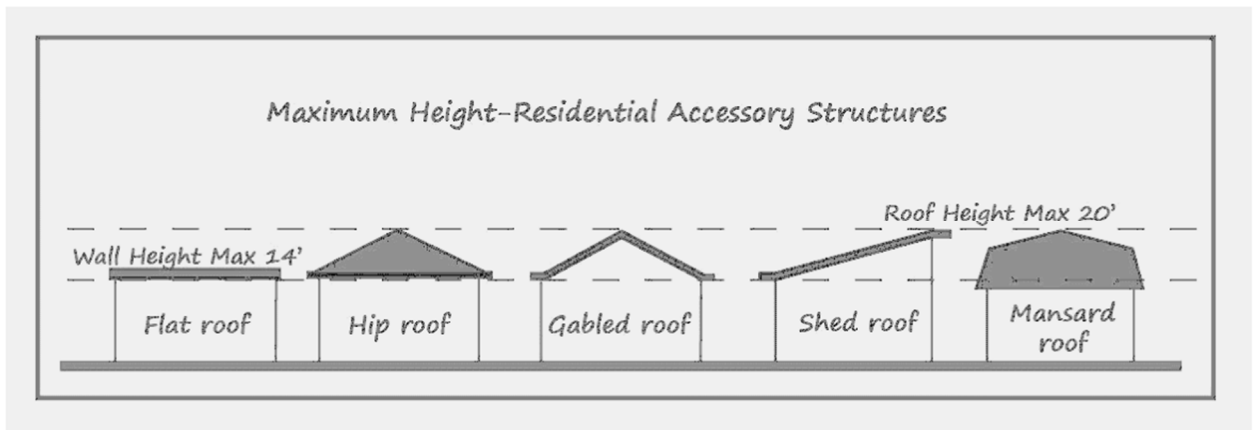 Maximum Height-Residential Accessory Structures
Roof Height Max 20'
Wall Height Max 14'
Flat roof
Hip roof
Gabled roof
Shed roof
Mansard
roof